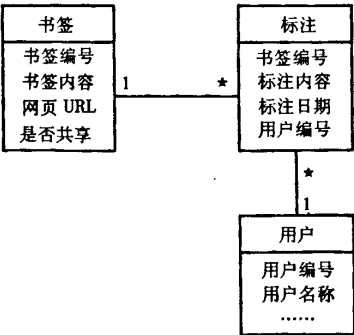 书签
书签编号
书签内容
网页 URL
是否共享
1
*
标注
书签编号
标注内容
标注日期
用户编号
*
1
用户
用户编号
用户名称
……